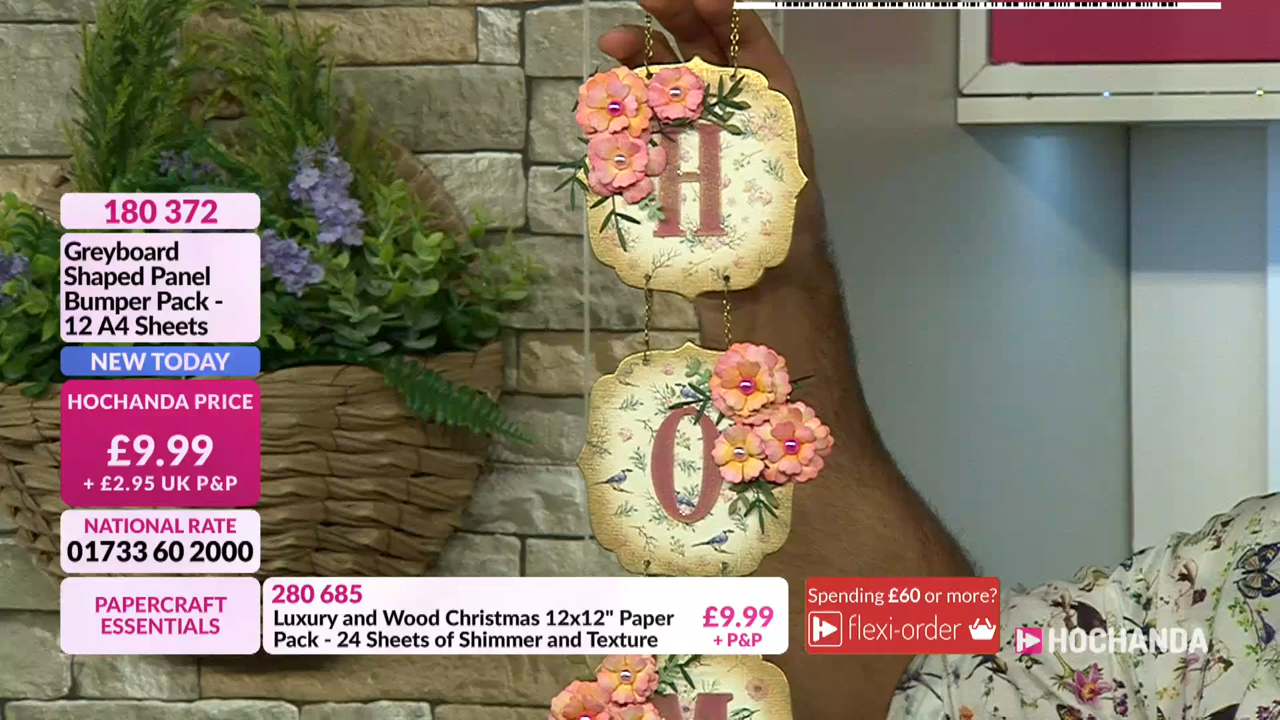 H
O
180 372
Greyboard
Shaped Panel
Bumper Pack -
12 A4 Sheets
NEW TODAY
HOCHANDA PRICE
£9.99
+ £2.95 UK P&P
NATIONAL RATE
01733 60 2000
PAPERCRAFT
ESSENTIALS
280 685
Luxury and Wood Christmas 12x12" Paper
Pack - 24 Sheets of Shimmer and Texture
£9.99
+ P&P
Spending £60 or more?
flexi-order
HOCHANDA